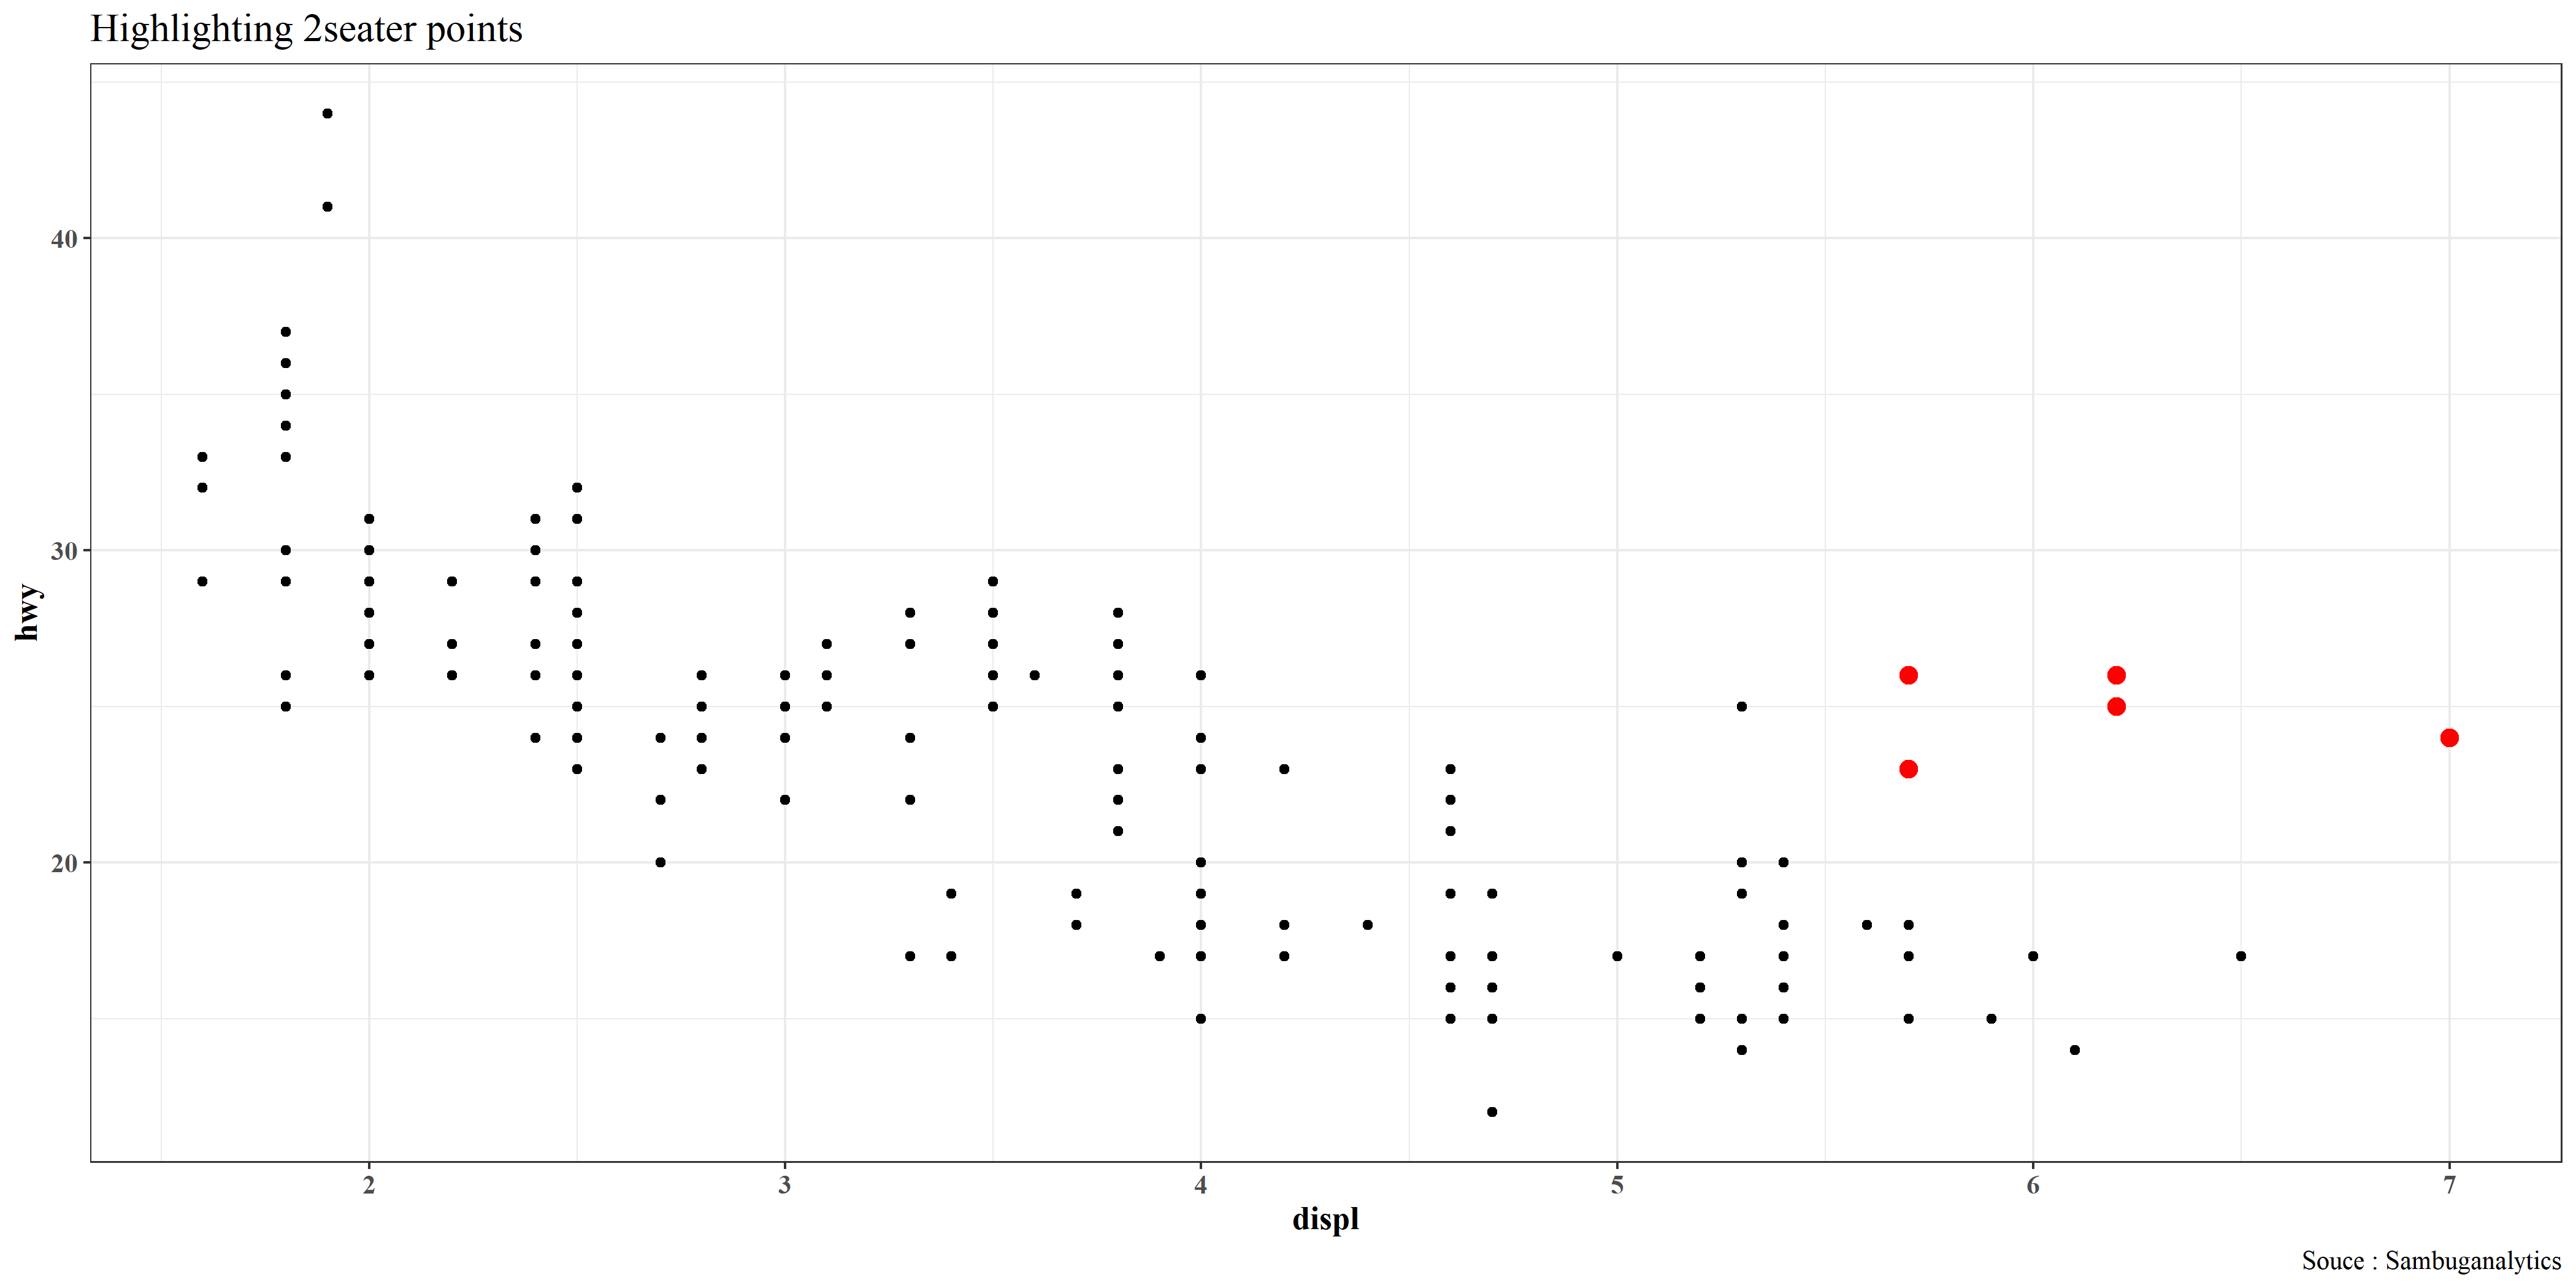 Highlighting 2seater points
40
30
20
hwy
2 3 4 5 6 7
displ
Souce : Sambuganalytics